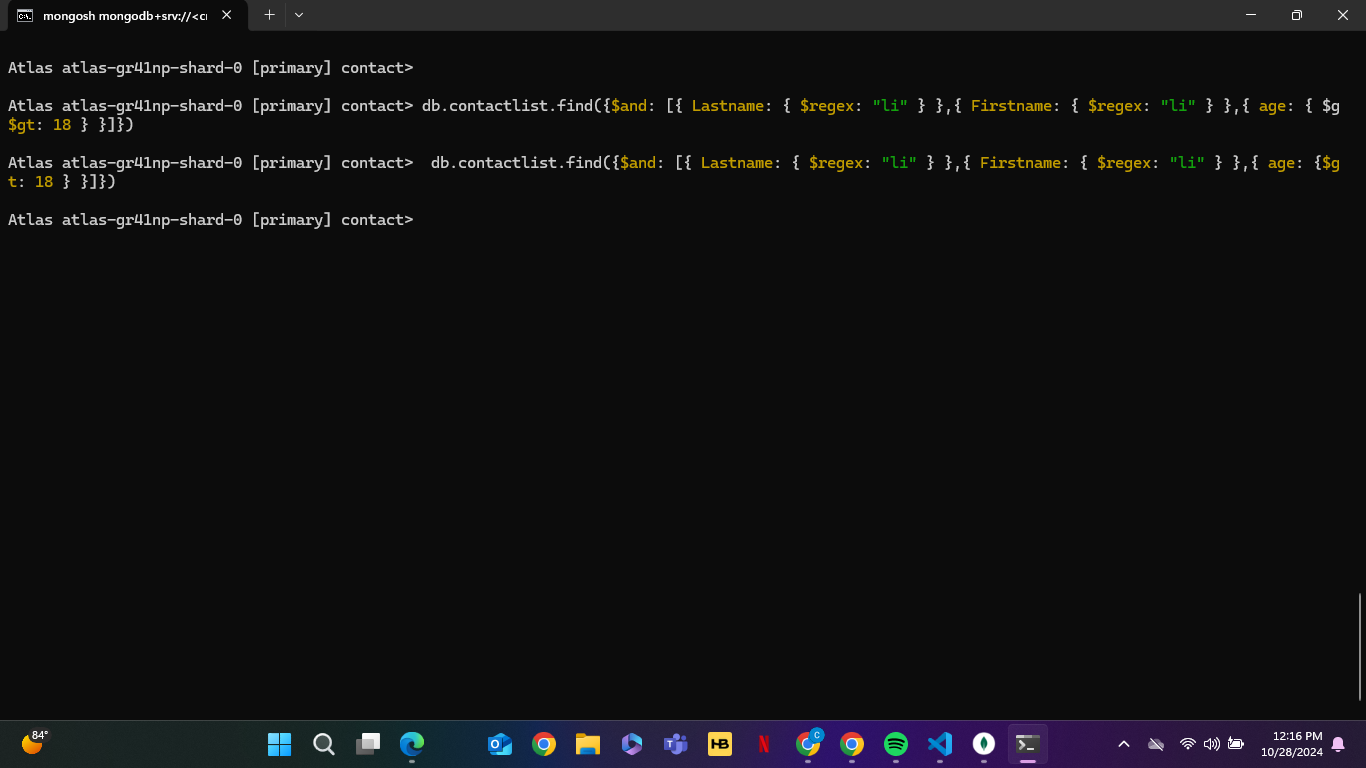 mongosh mongodb+srv://<cr
Atlas atlas-gr41np-shard-0 [primary] contact>
Atlas atlas-gr41np-shard-0 [primary] contact> db.contactlist.find({$and: [{ Lastname: { $regex: "li" } },{ Firstname: { $regex: "li" } },{ age: { $g
$gt: 18 } }]})
Atlas atlas-gr41np-shard-0 [primary] contact>  db.contactlist.find({$and: [{ Lastname: { $regex: "li" } },{ Firstname: { $regex: "li" } },{ age: {$g
t: 18 } }]})
Atlas atlas-gr41np-shard-0 [primary] contact>
84°
HB
C
12:16 PM
10/28/2024